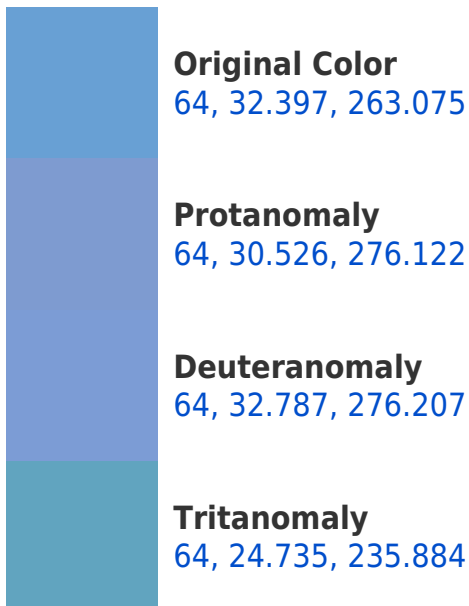 Original Color
64, 32.397, 263.075
Protanomaly
64, 30.526, 276.122
Deuteranomaly
64, 32.787, 276.207
Tritanomaly
64, 24.735, 235.884